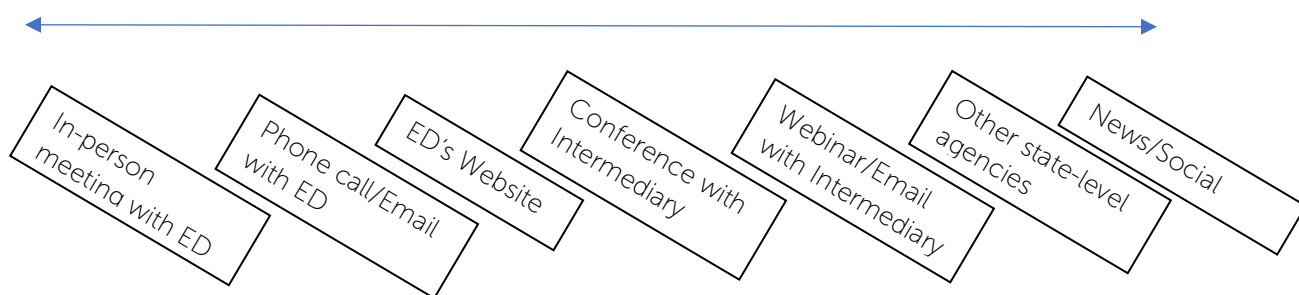 In-person
meeting with ED
Phone call/Email
with ED
ED's Website
Conference with
Intermediary
Webinar/Email
with Intermediary
Other state-level
agencies
News/Social